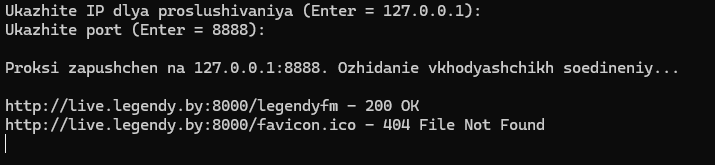 Ukazhite IP dlya proslushivaniya (Enter = 127.0.0.1):
Ukazhite port (Enter = 8888):
Proksi zapushchen na 127.0.0.1:8888. Ozhidanie vkhodyashchikh soedineniy...
http://live.legendy.by:8000/legendyfm - 200 OK
http://live.legendy.by:8000/favicon.ico - 404 File Not Found